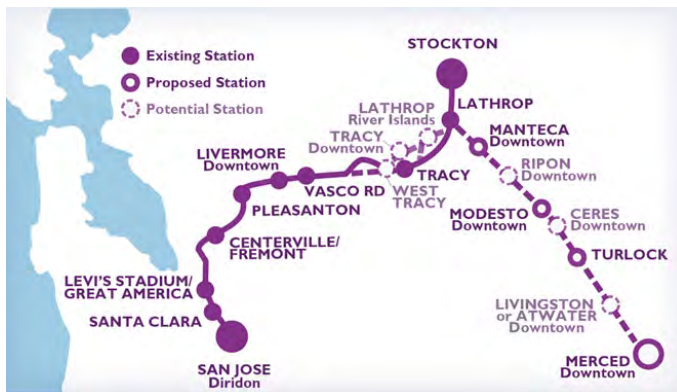 Existing Station
Proposed Station
Potential Station
STOCKTON
LATHROP
LATHROP
River Islands
TRACY
Downtown
MANTECA
Downtown
LIVERMORE
Downtown
RIPON
Downtown
VASCO RD
TRACY
WEST
TRACY
PLEASANTON
MODESTO
Downtown
CERES
Downtown
CENTERVILLE/
FREMONT
TURLOCK
LEVI'S STADIUM/
GREAT AMERICA
LIVINGSTON
or ATWATER
Downtown
SANTA CLARA
SAN JOSE
Diridon
MERCED
Downtown